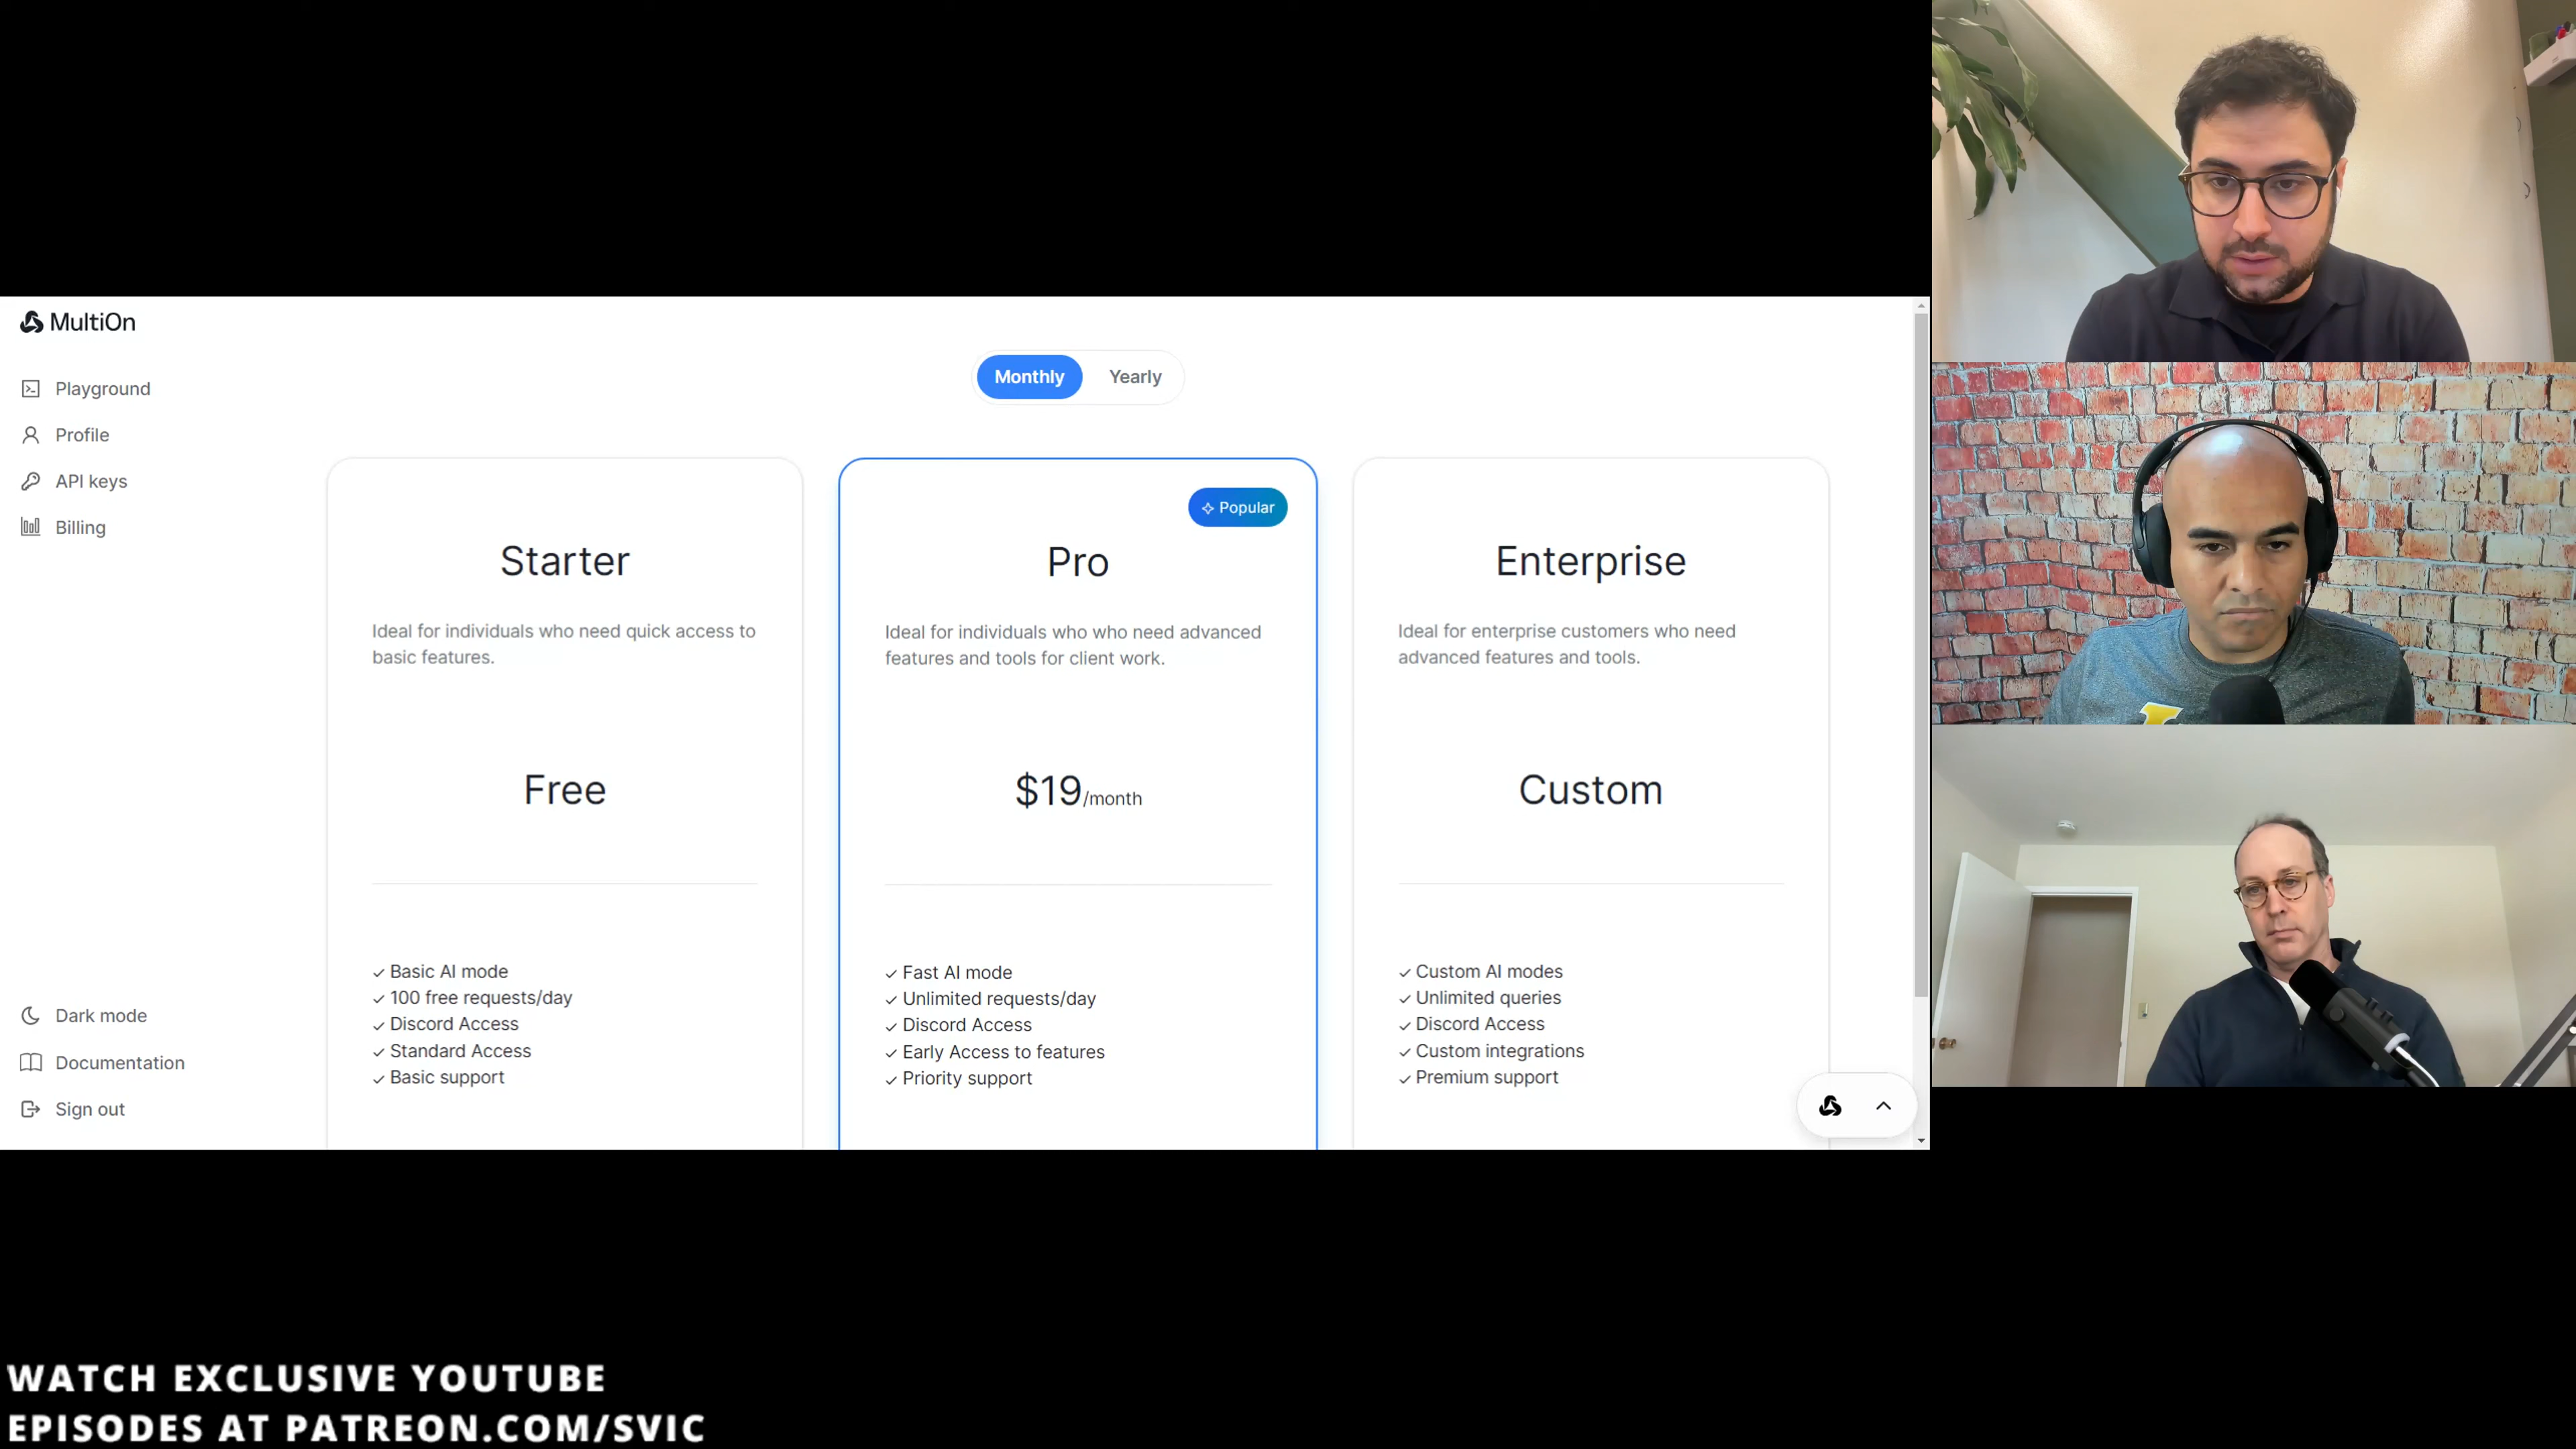 MultiOn
Playground
Profile
API keys
Billing
Dark mode
Documentation
Sign out
Monthly Yearly
Starter
Ideal for individuals who need quick access to
basic features.
Free
Basic AI mode
100 free requests/day
Discord Access
Standard Access
Basic support
Popular
Pro
Ideal for individuals who who need advanced
features and tools for client work.
$19/month
Fast AI mode
Unlimited requests/day
Discord Access
Early Access to features
Priority support
Enterprise
Ideal for enterprise customers who need
advanced features and tools.
Custom
Custom AI modes
Unlimited queries
Discord Access
Custom integrations
Premium support
WATCH EXCLUSIVE YOUTUBE
EPISODES AT PATREON.COM/SVIC